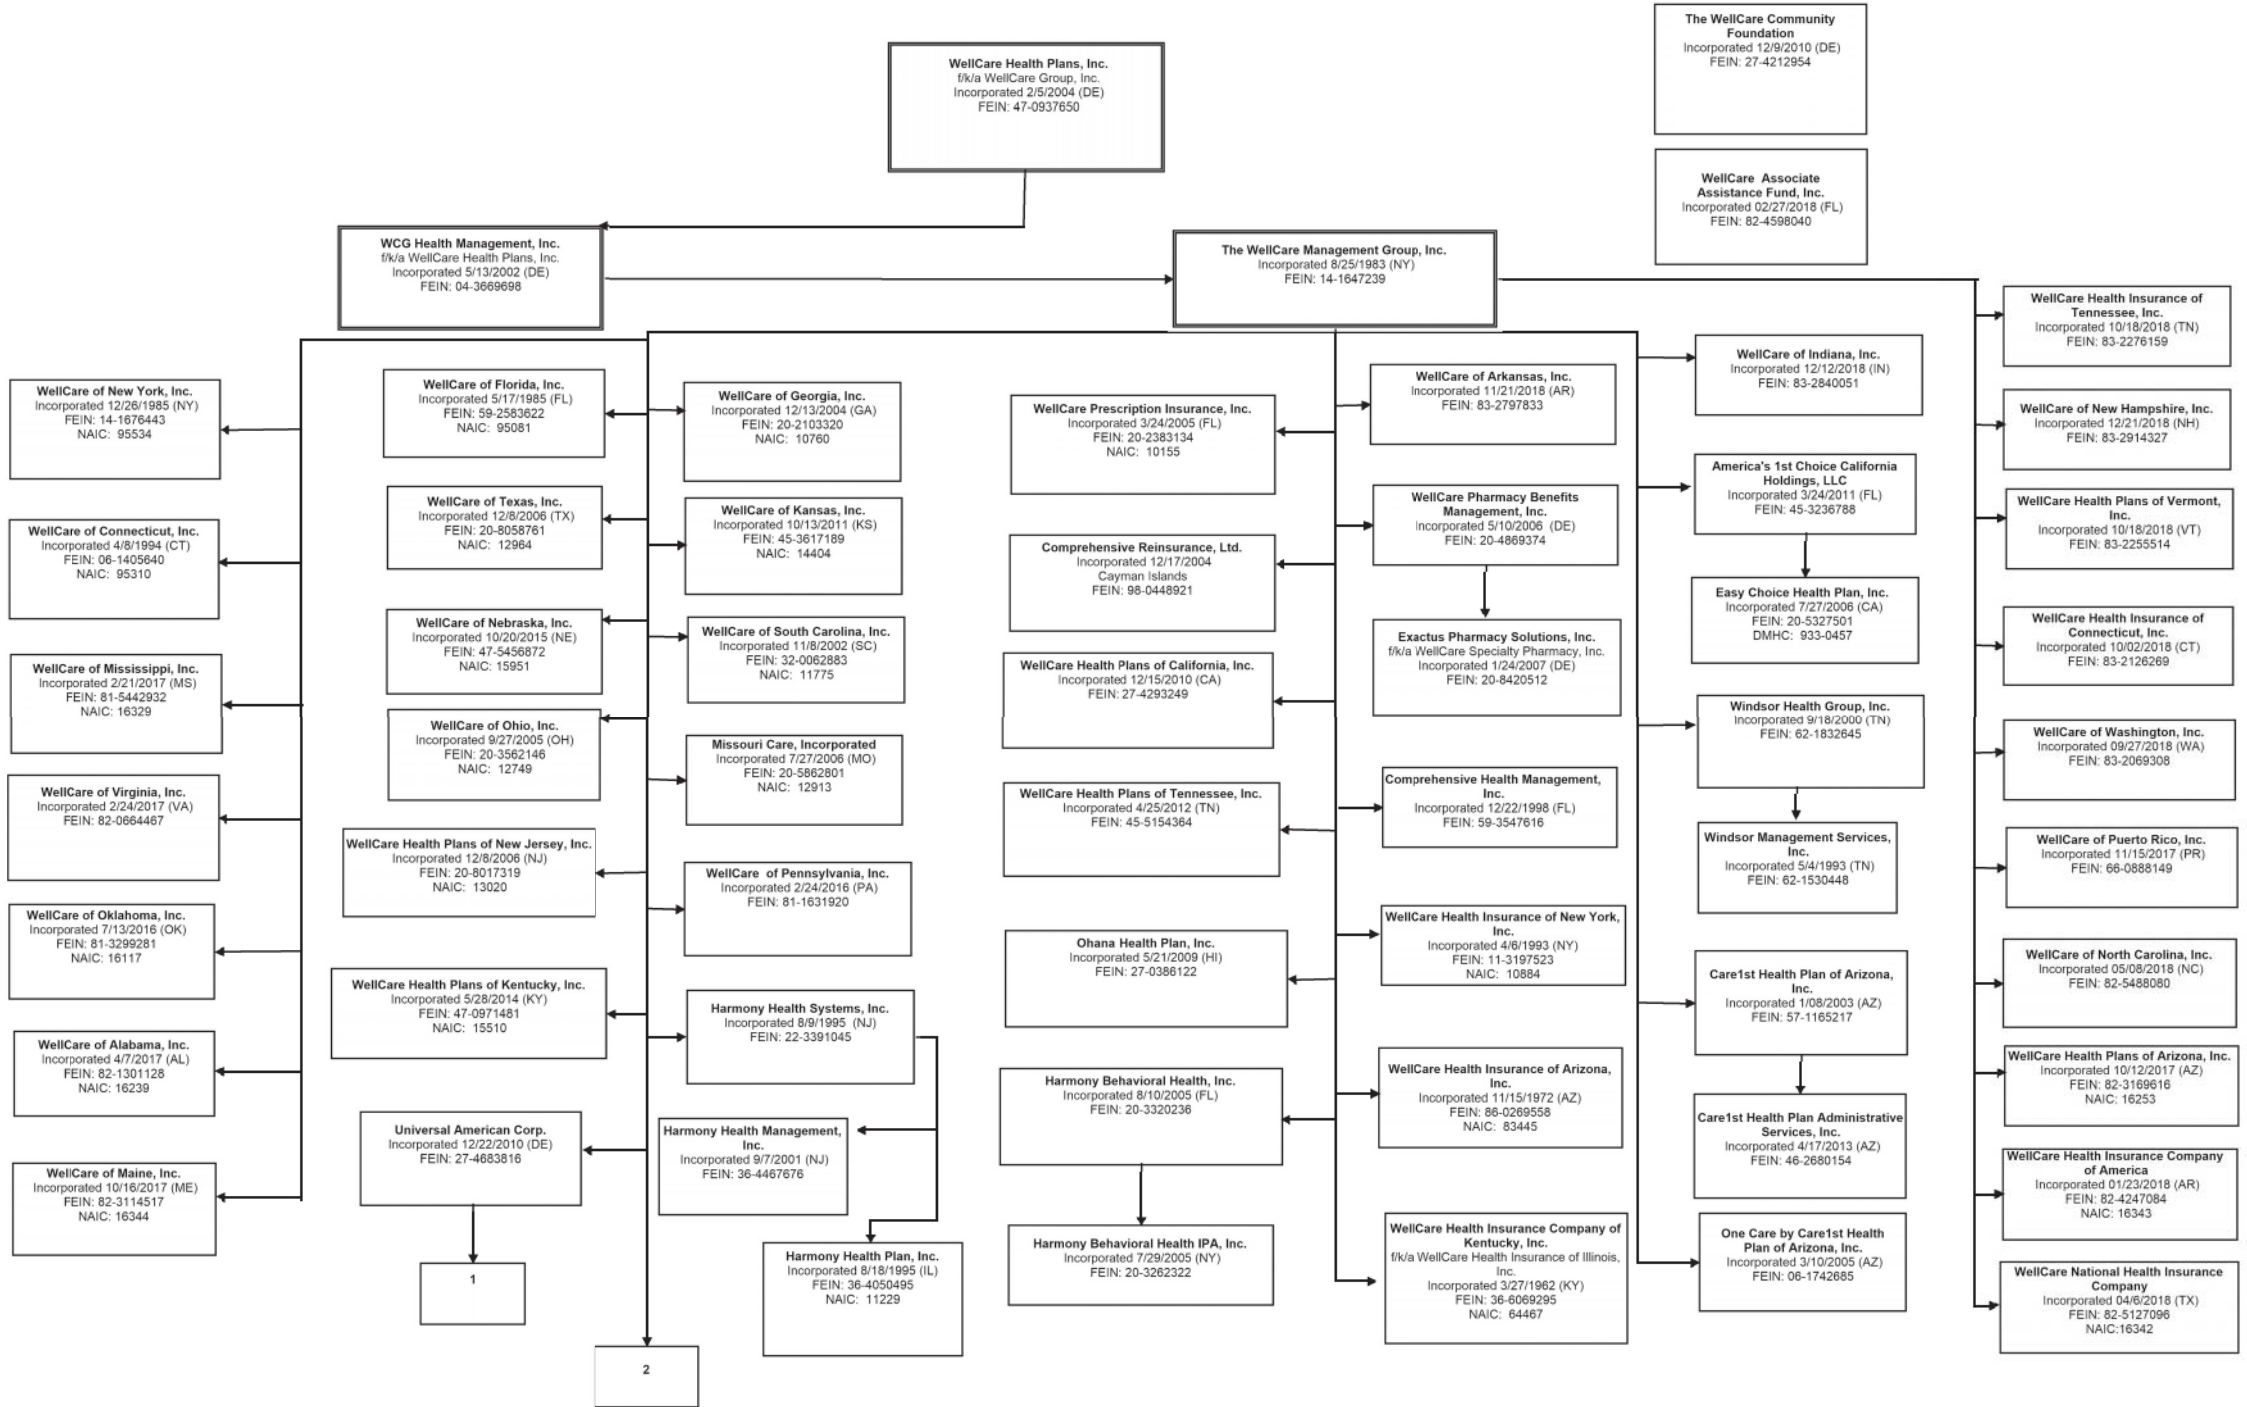 The WellCare Community
Foundation
Incorporated 12/9/2010 (DE)
FEIN: 27-4212954
WellCare Health Plans, Inc.
f/k/a WellCare Group, Inc.
Incorporated 2/5/2004 (DE)
FEIN: 47-0937650
WellCare Associate
Assistance Fund, Inc.
Incorporated 02/27/2018 (FL)
FEIN: 82-4598040
WCG Health Management, Inc.
f/k/a WellCare Health Plans, Inc.
Incorporated 5/13/2002 (DE)
FEIN: 04-3669698
The WellCare Management Group, Inc.
Incorporated 8/25/1983 (NY)
FEIN: 14-1647239
WellCare of New York, Inc.
Incorporated 12/26/1985 (NY)
FEIN: 14-1676443
NAIC: 95534
WellCare of Connecticut, Inc.
Incorporated 4/8/1994 (CT)
FEIN: 06-1405640
NAIC: 95310
WellCare of Mississippi, Inc.
Incorporated 2/21/2017 (MS)
FEIN: 81-5442932
NAIC: 16329
WellCare of Virginia, Inc.
Incorporated 2/24/2017 (VA)
FEIN: 82-0664467
WellCare of Oklahoma, Inc.
Incorporated 7/13/2016 (OK)
FEIN: 81-3299281
NAIC: 16117
WellCare of Alabama, Inc.
Incorporated 4/7/2017 (AL)
FEIN: 82-1301128
NAIC: 16239
WellCare of Maine, Inc.
Incorporated 10/16/2017 (ME)
FEIN: 82-3114517
NAIC: 16344
WellCare of Florida, Inc.
Incorporated 5/17/1985 (FL)
FEIN: 59-2583622
NAIC: 95081
WellCare of Texas, Inc.
Incorporated 12/8/2006 (TX)
FEIN: 20-8058761
NAIC: 12964
WellCare of Nebraska, Inc.
Incorporated 10/20/2015 (NE)
FEIN: 47-5456872
NAIC: 15951
WellCare of Ohio, Inc.
Incorporated 9/27/2005 (OH)
FEIN: 20-3562146
NAIC: 12749
WellCare Health Plans of New Jersey, Inc.
Incorporated 12/8/2006 (NJ)
FEIN: 20-8017319
NAIC: 13020
WellCare Health Plans of Kentucky, Inc.
Incorporated 5/28/2014 (KY)
FEIN: 47-0971481
NAIC: 15510
Universal American Corp.
Incorporated 12/22/2010 (DE)
FEIN: 27-4683816
1
WellCare of Georgia, Inc.
Incorporated 12/13/2004 (GA)
FEIN: 20-2103320
NAIC: 10760
WellCare of Kansas, Inc.
Incorporated 10/13/2011 (KS)
FEIN: 45-3617189
NAIC: 14404
WellCare of South Carolina, Inc.
Incorporated 11/8/2002 (SC)
FEIN: 32-0062883
NAIC: 11775
Missouri Care, Incorporated
Incorporated 7/27/2006 (MO)
FEIN: 20-5862801
NAIC: 12913
WellCare of Pennsylvania, Inc.
Incorporated 2/24/2016 (PA)
FEIN: 81-1631920
Harmony Health Systems, Inc.
Incorporated 8/9/1995 (NJ)
FEIN: 22-3391045
Harmony Health Management,
Inc.
Incorporated 9/7/2001 (NJ)
FEIN: 36-4467676
Harmony Health Plan, Inc.
Incorporated 8/18/1995 (IL)
FEIN: 36-4050495
NAIC: 11229
2
WellCare Prescription Insurance, Inc.
Incorporated 3/24/2005 (FL)
FEIN: 20-2383134
NAIC: 10155
Comprehensive Reinsurance, Ltd.
Incorporated 12/17/2004
Cayman Islands
FEIN: 98-0448921
WellCare Health Plans of California, Inc.
Incorporated 12/15/2010 (CA)
FEIN: 27-4293249
WellCare Health Plans of Tennessee, Inc.
Incorporated 4/25/2012 (TN)
FEIN: 45-5154364
Ohana Health Plan, Inc.
Incorporated 5/21/2009 (HI)
FEIN: 27-0386122
Harmony Behavioral Health, Inc.
Incorporated 8/10/2005 (FL)
FEIN: 20-3320236
Harmony Behavioral Health IPA, Inc.
Incorporated 7/29/2005 (NY)
FEIN: 20-3262322
WellCare of Arkansas, Inc.
Incorporated 11/21/2018 (AR)
FEIN: 83-2797833
WellCare Pharmacy Benefits
Management, Inc.
Incorporated 5/10/2006 (DE)
FEIN: 20-4869374
Exactus Pharmacy Solutions, Inc.
f/k/a WellCare Specialty Pharmacy, Inc.
Incorporated 1/24/2007 (DE)
FEIN: 20-8420512
Comprehensive Health Management,
Inc.
Incorporated 12/22/1998 (FL)
FEIN: 59-3547616
WellCare Health Insurance of New York,
Inc.
Incorporated 4/6/1993 (NY)
FEIN: 11-3197523
NAIC: 10884
WellCare Health Insurance of Arizona,
Inc.
Incorporated 11/15/1972 (AZ)
FEIN: 86-0269558
NAIC: 83445
WellCare Health Insurance Company of
Kentucky, Inc.
f/k/a WellCare Health Insurance of Illinois,
Inc.
Incorporated 3/27/1962 (KY)
FEIN: 36-6069295
NAIC: 64467
WellCare of Indiana, Inc.
Incorporated 12/12/2018 (IN)
FEIN: 83-2840051
America's 1st Choice California
Holdings, LLC
Incorporated 3/24/2011 (FL)
FEIN: 45-3236788
Easy Choice Health Plan, Inc.
Incorporated 7/27/2006 (CA)
FEIN: 20-5327501
DMHC: 933-0457
Windsor Health Group, Inc.
Incorporated 9/18/2000 (TN)
FEIN: 62-1832645
Windsor Management Services,
Inc.
Incorporated 5/4/1993 (TN)
FEIN: 62-1530448
Care1st Health Plan of Arizona,
Inc.
Incorporated 1/08/2003 (AZ)
FEIN: 57-1165217
Care1st Health Plan Administrative
Services, Inc.
Incorporated 4/17/2013 (AZ)
FEIN: 46-2680154
One Care by Care1st Health
Plan of Arizona, Inc.
Incorporated 3/10/2005 (AZ)
FEIN: 06-1742685
WellCare Health Insurance of
Tennessee, Inc.
Incorporated 10/18/2018 (TN)
FEIN: 83-2276159
WellCare of New Hampshire, Inc.
Incorporated 12/21/2018 (NH)
FEIN: 83-2914327
WellCare Health Plans of Vermont,
Inc.
Incorporated 10/18/2018 (VT)
FEIN: 83-2255514
WellCare Health Insurance of
Connecticut, Inc.
Incorporated 10/02/2018 (CT)
FEIN: 83-2126269
WellCare of Washington, Inc.
Incorporated 09/27/2018 (WA)
FEIN: 83-2069308
WellCare of Puerto Rico, Inc.
Incorporated 11/15/2017 (PR)
FEIN: 66-0888149
WellCare of North Carolina, Inc.
Incorporated 05/08/2018 (NC)
FEIN: 82-5488080
WellCare Health Plans of Arizona, Inc.
Incorporated 10/12/2017 (AZ)
FEIN: 82-3169616
NAIC: 16253
WellCare Health Insurance Company
of America
Incorporated 01/23/2018 (AR)
FEIN: 82-4247084
NAIC: 16343
WellCare National Health Insurance
Company
Incorporated 04/6/2018 (TX)
FEIN: 82-5127096
NAIC:16342